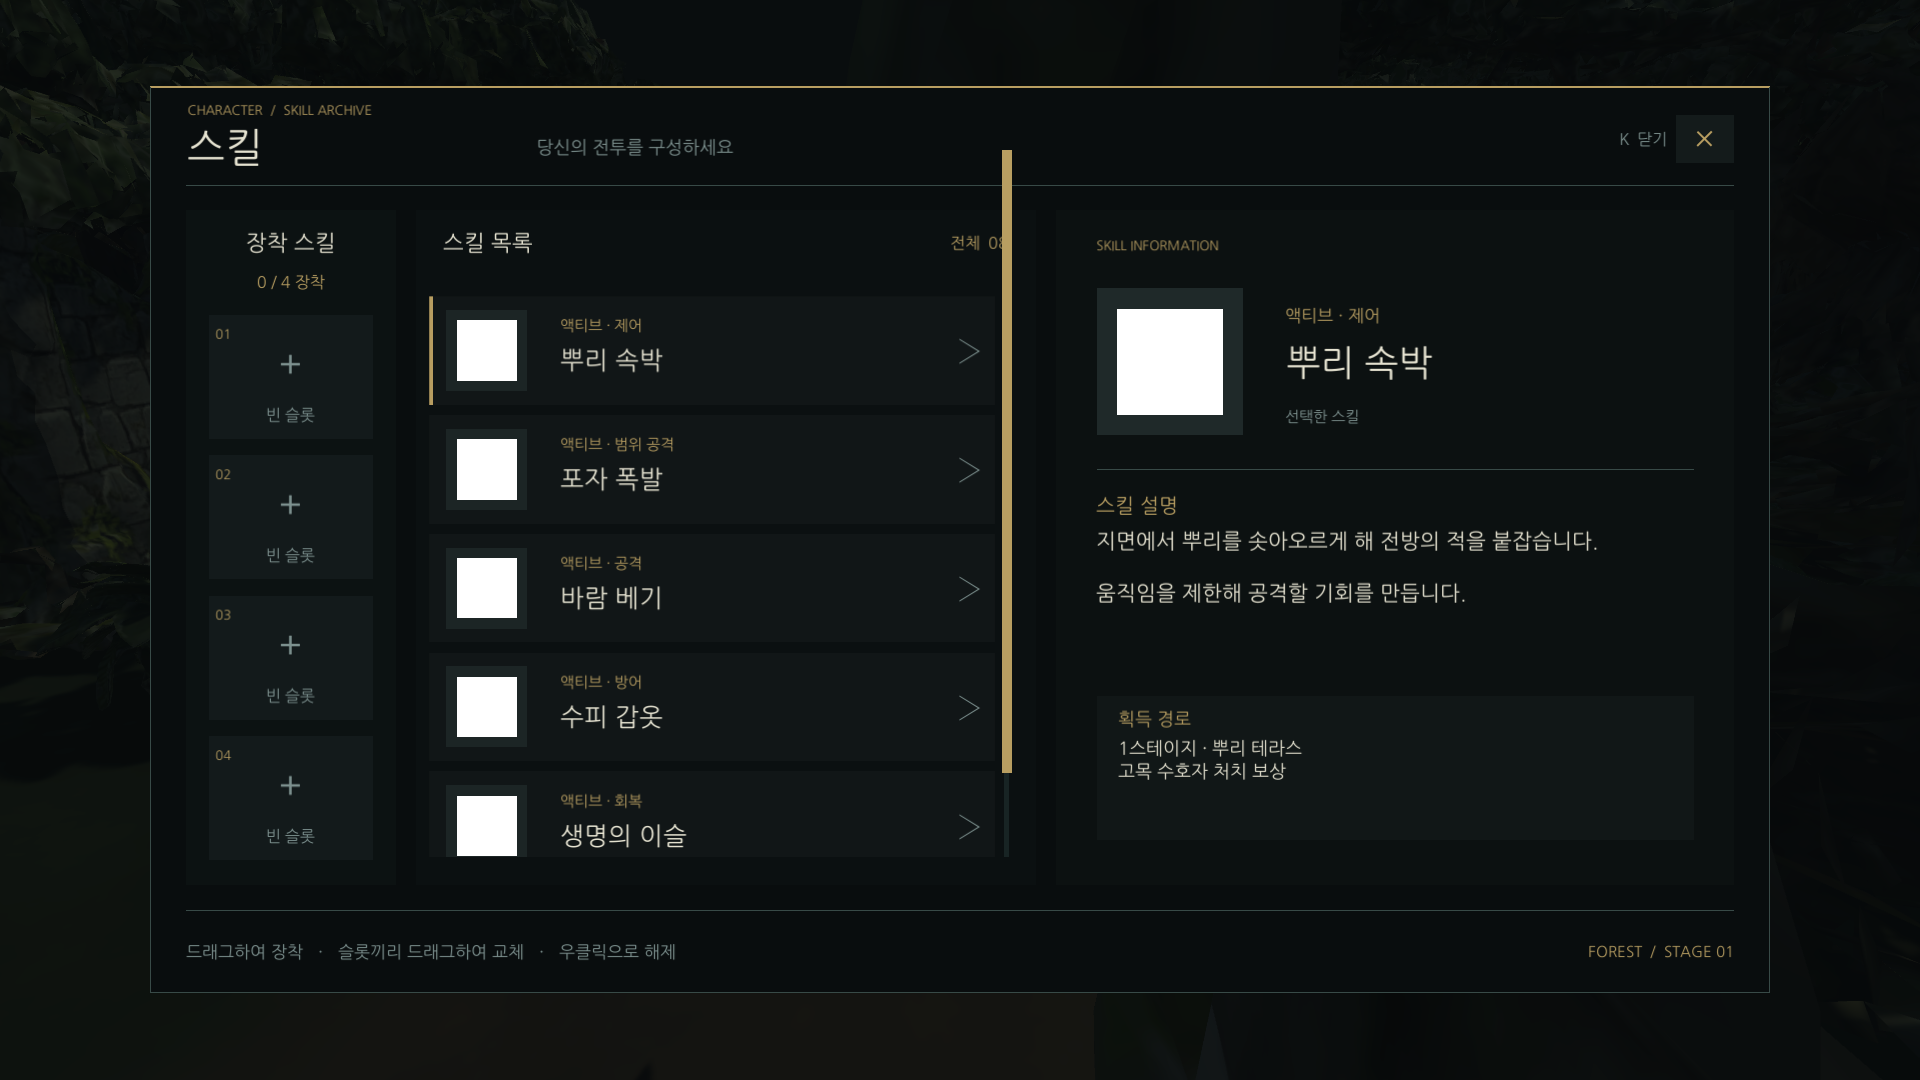 CHARACTER / SKILL ARCHIVE
스킬
당신의 전투를 구성하세요
K 닫기
장착 스킬
0 / 4 장착
01
빈 슬롯
02
빈 슬롯
03
빈 슬롯
04
빈 슬롯
스킬 목록
전체
액티브 · 제어
뿌리 속박
액티브 · 범위 공격
포자 폭발
액티브 · 공격
바람 베기
액티브 · 방어
수피 갑옷
액티브 · 회복
생명의 이슬
SKILL INFORMATION
액티브 · 제어
뿌리 속박
선택한 스킬
스킬 설명
지면에서 뿌리를 솟아오르게 해 전방의 적을 붙잡습니다.
움직임을 제한해 공격할 기회를 만듭니다.
획득 경로
1스테이지 · 뿌리 테라스
고목 수호자 처치 보상
드래그하여 장착 · 슬롯끼리 드래그하여 교체 · 우클릭으로 해제
FOREST / STAGE 01